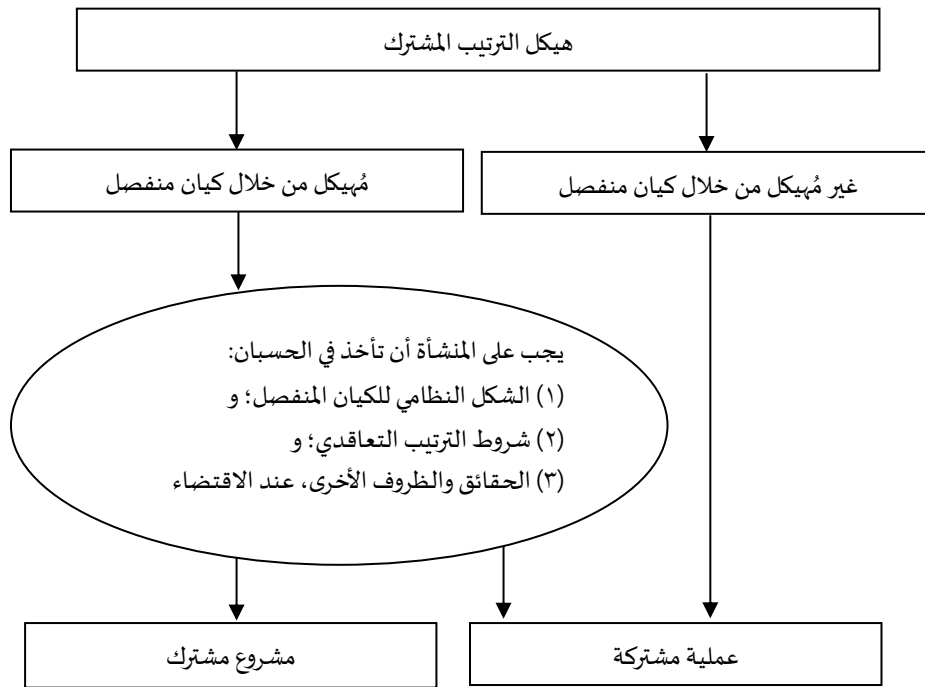 هيكل الترتيب المشترك
غير مُهيكل من خلال كيان منفصل
مُهيكل من خلال كيان منفصل
يجب على المنشأة أن تأخذ في الحسبان:
(١) الشكل النظامي للكيان المنفصل؛ و
(٢) شروط الترتيب التعاقدي؛ و
(٣) الحقائق والظروف الأخرى، عند الاقتضاء
عملية مشتركة
مشروع مشترك